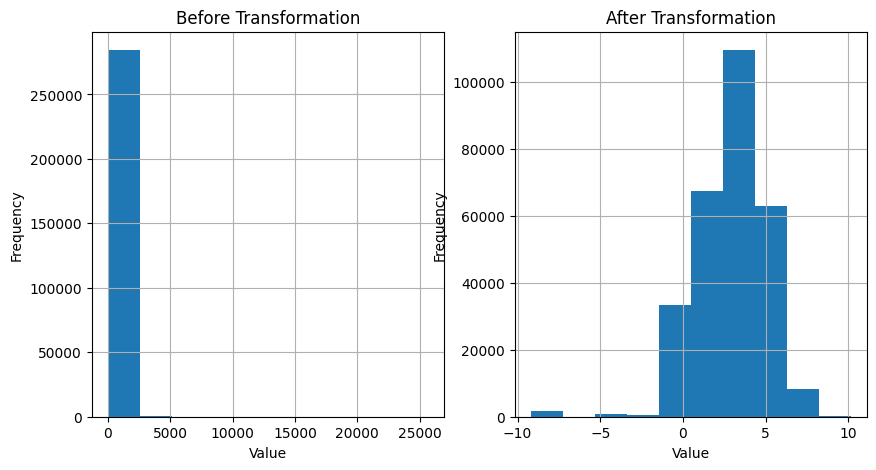 Before Transformation
Frequency
250000
200000
150000
100000
50000
0
0 5000 10000 15000 20000 25000
Value
After Transformation
Frequency
100000
80000
60000
40000
20000
0
−10 −5 0 5 10
Value